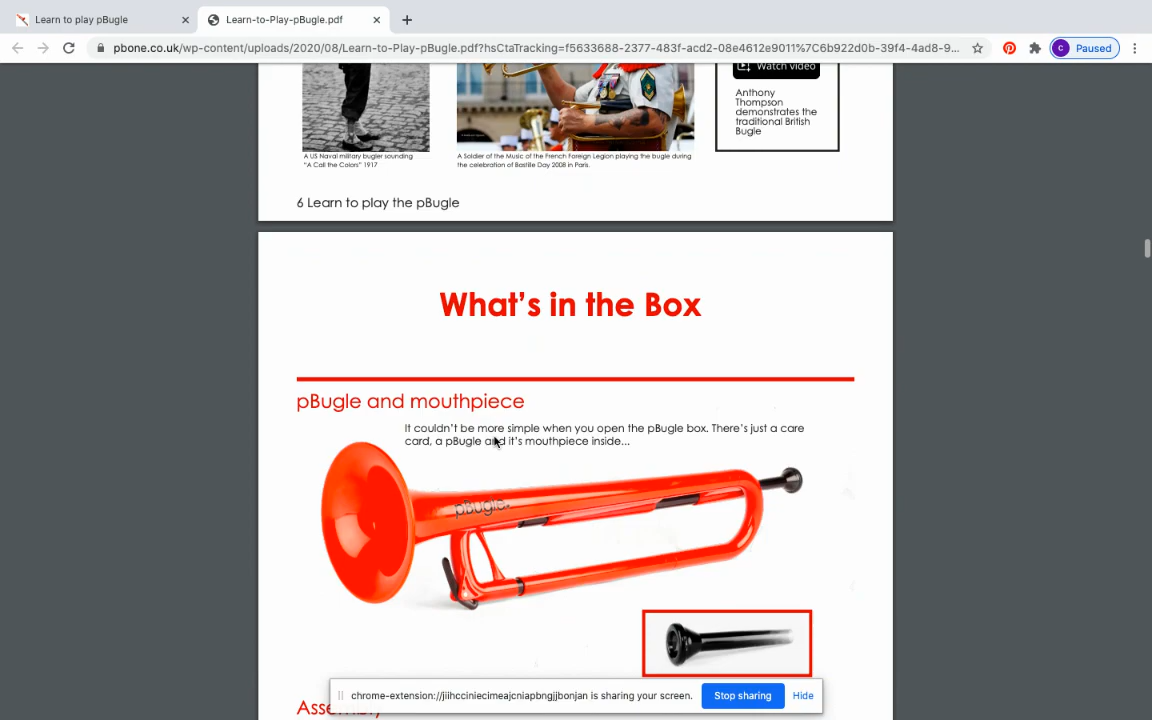 Learn to play pBugle
Learn-to-Play-pBugle.pdf
pbone.co.uk/wp-content/uploads/2020/08/Learn-to-Play-pBugle.pdf?hsCtaTracking=f5633688-2377-483f-acd2-08e4612e9011%7C6b922d0b-39f4-4ad8-9...
C Paused
Watch video
Anthony
Thompson
demonstrates the
traditional British
Bugle
A US Naval military bugler sounding
"A Call the Colors" 1917
A Soldier of the Music of the French Foreign Legion playing the bugle during
the celebration of Bastile Day 2008 in Paris.
6 Learn to play the pBugle
What's in the Box
pBugle and mouthpiece
It couldn't be more simple when you open the pBugle box. There's just a care
card, a pBugle and it's mouthpiece inside...
pBugle
chrome-extension://jiihcciniecimeajcniapbngjjbonjan is sharing your screen.
Stop sharing
Hide
Assembly